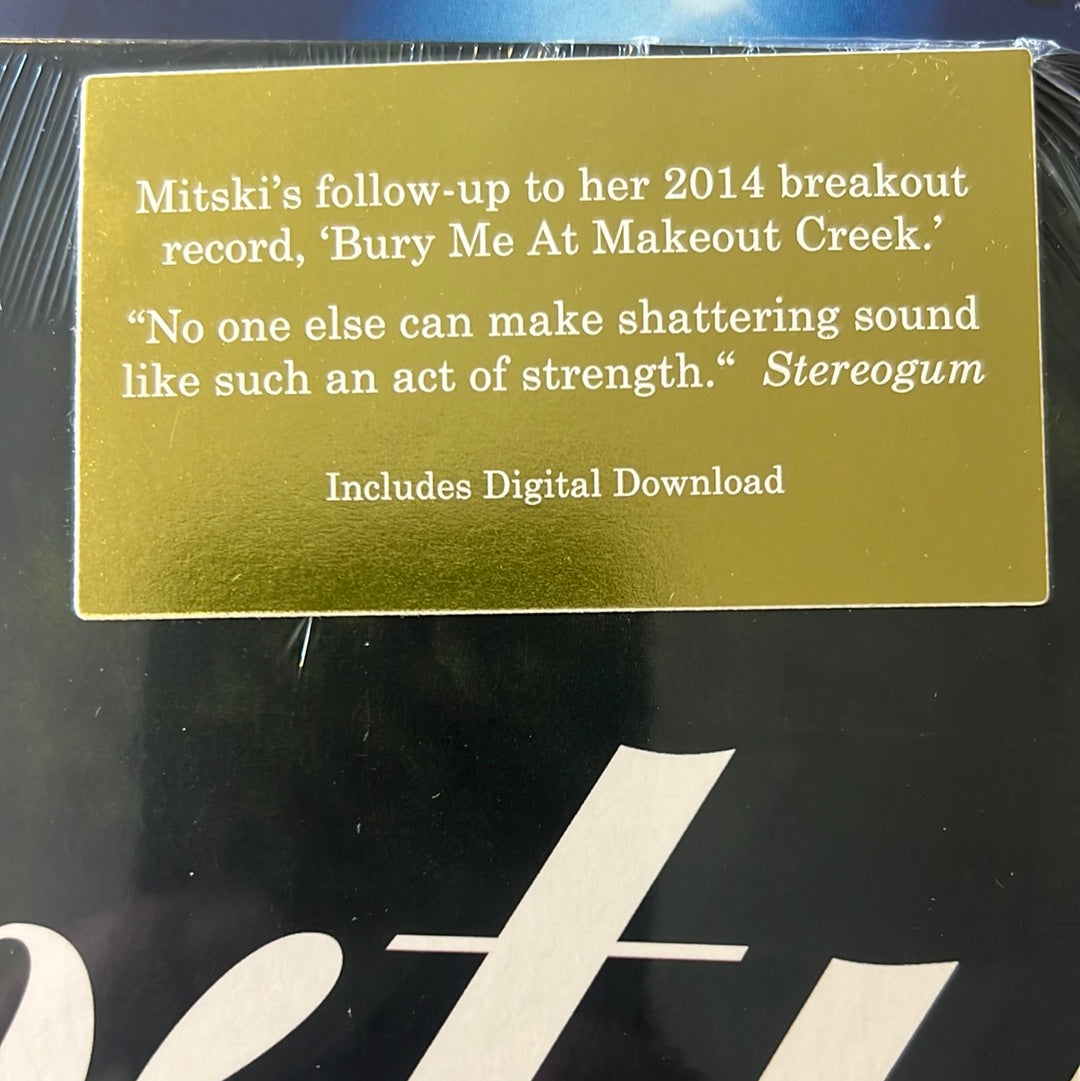 Mitski’s follow-up to her 2014 breakout
record, ‘Bury Me At Makeout Creek.’
“No one else can make shattering sound
like such an act of strength.“ Stereogum
Includes Digital Download